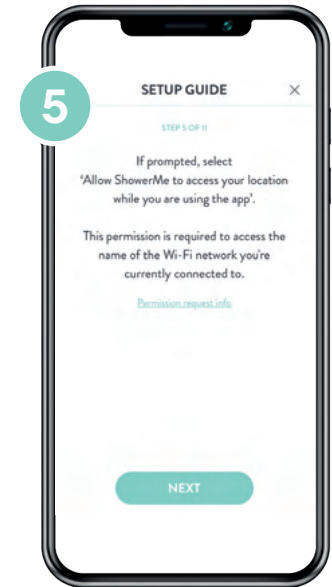 5
SETUP GUIDE ×
STEP 5 OF 11
If prompted, select
‘Allow ShowerMe to access your location
while you are using the app’.
This permission is required to access the
name of the Wi-Fi network you're
currently connected to.
Permission request info.
NEXT